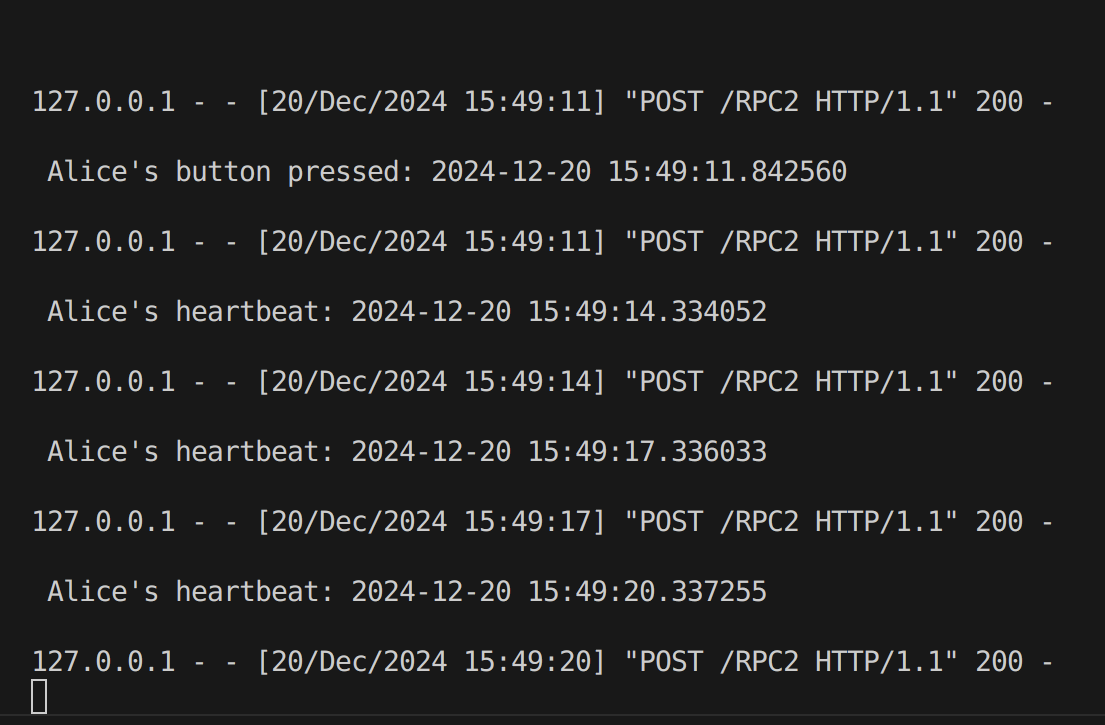 127.0.0.1 - - [20/Dec/2024 15:49:11] "POST /RPC2 HTTP/1.1" 200 -
Alice's button pressed: 2024-12-20 15:49:11.842560
127.0.0.1 - - [20/Dec/2024 15:49:11] "POST /RPC2 HTTP/1.1" 200 -
Alice's heartbeat: 2024-12-20 15:49:14.334052
127.0.0.1 - - [20/Dec/2024 15:49:14] "POST /RPC2 HTTP/1.1" 200 -
Alice's heartbeat: 2024-12-20 15:49:17.336033
127.0.0.1 - - [20/Dec/2024 15:49:17] "POST /RPC2 HTTP/1.1" 200 -
Alice's heartbeat: 2024-12-20 15:49:20.337255
127.0.0.1 - - [20/Dec/2024 15:49:20] "POST /RPC2 HTTP/1.1" 200 -